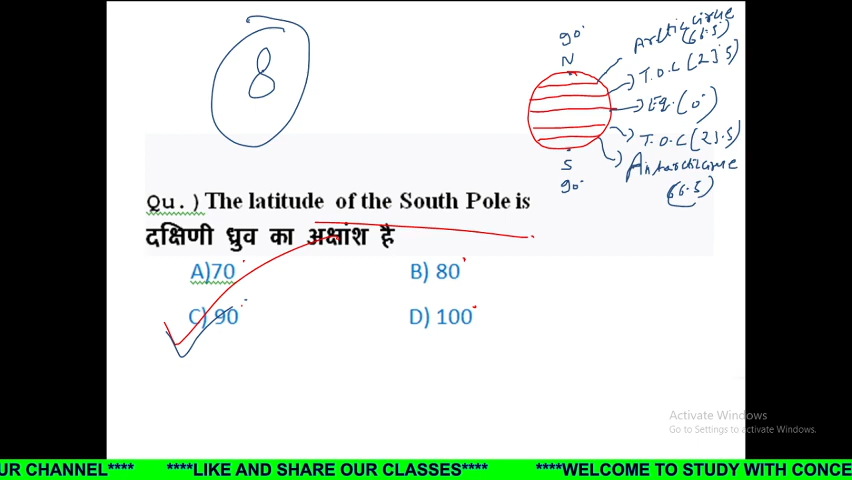 8
90°
N
Arctic circle (66.5)
T.O.C (23.5)
Eq. (0°)
T.O.C (23.5)
Antarctic circle (66.5)
S
90°
Qu.) The latitude of the South Pole is
दक्षिणी ध्रुव का अक्षांश है
A)70°
B) 80°
C) 90°
D) 100°
Activate Windows
Go to Settings to activate Windows.
UR CHANNEL**** ****LIKE AND SHARE OUR CLASSES**** ****WELCOME TO STUDY WITH CONCE